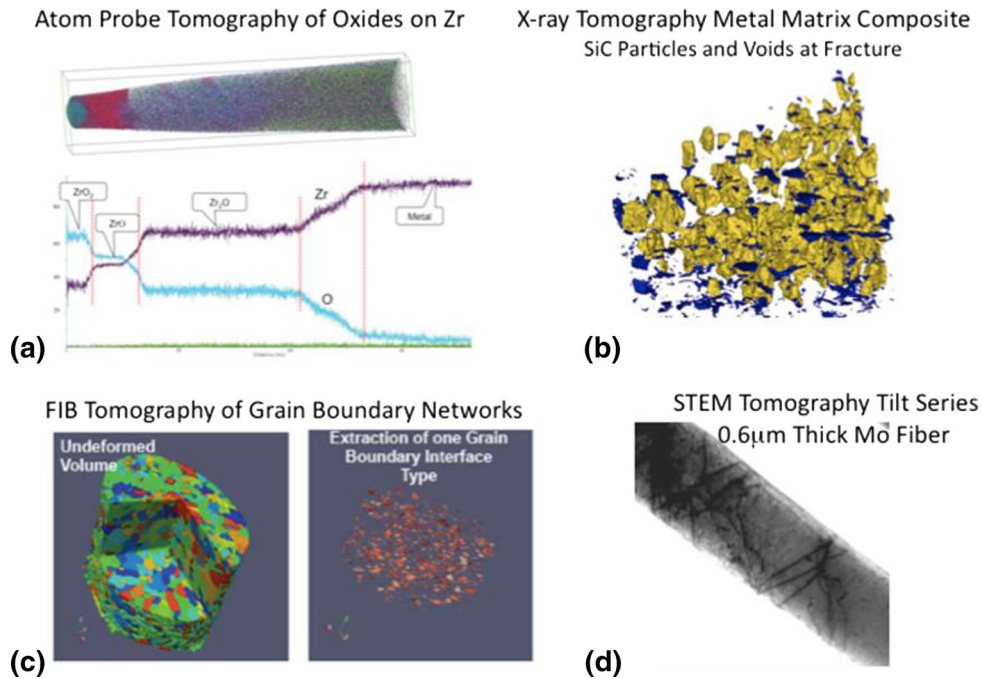 Atom Probe Tomography of Oxides on Zr
ZrO₂
ZrO
Zr₂O
Zr
Metal
O
(a)
X-ray Tomography Metal Matrix Composite
SiC Particles and Voids at Fracture
(b)
FIB Tomography of Grain Boundary Networks
Undeformed
Volume
Extraction of one Grain
Boundary Interface
Type
(c)
STEM Tomography Tilt Series
0.6μm Thick Mo Fiber
(d)